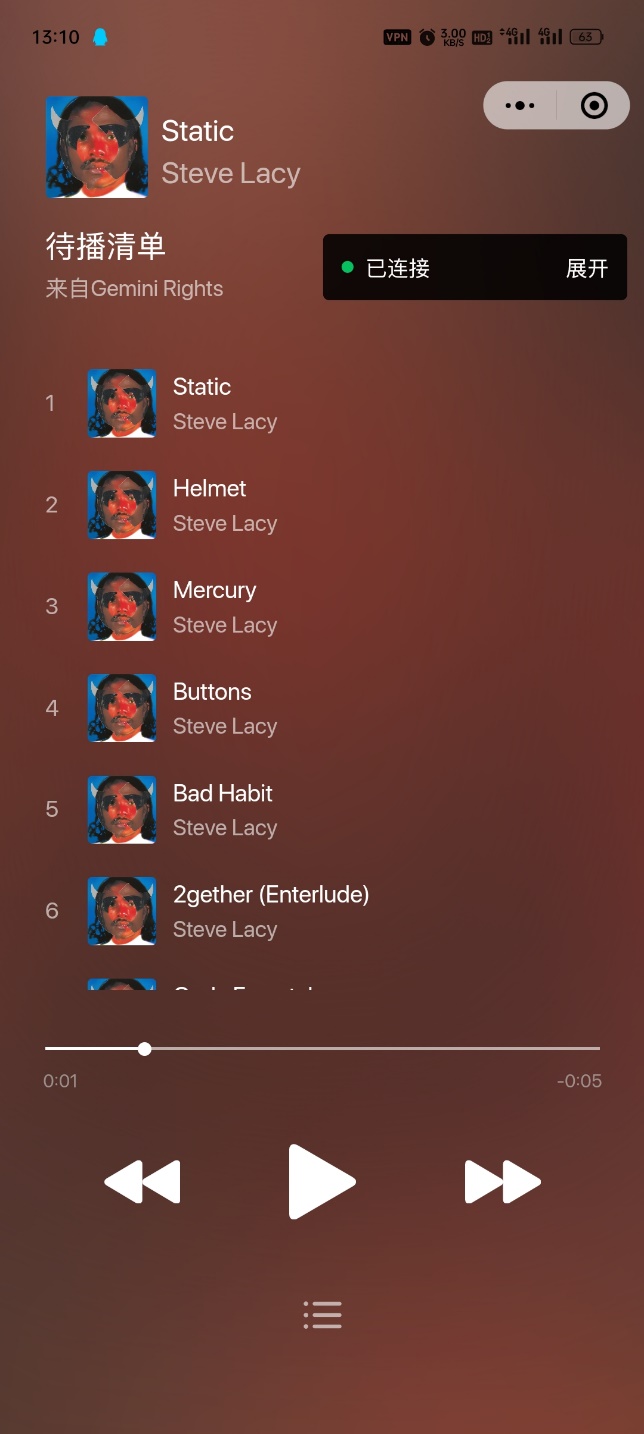 13:10
VPN
3.00
KB/S
HD
4G
4G
63
Static
Steve Lacy
待播清单
来自Gemini Rights
已连接
展开
1
Static
Steve Lacy
2
Helmet
Steve Lacy
3
Mercury
Steve Lacy
4
Buttons
Steve Lacy
5
Bad Habit
Steve Lacy
6
2gether (Enterlude)
Steve Lacy
0:01
-0:05